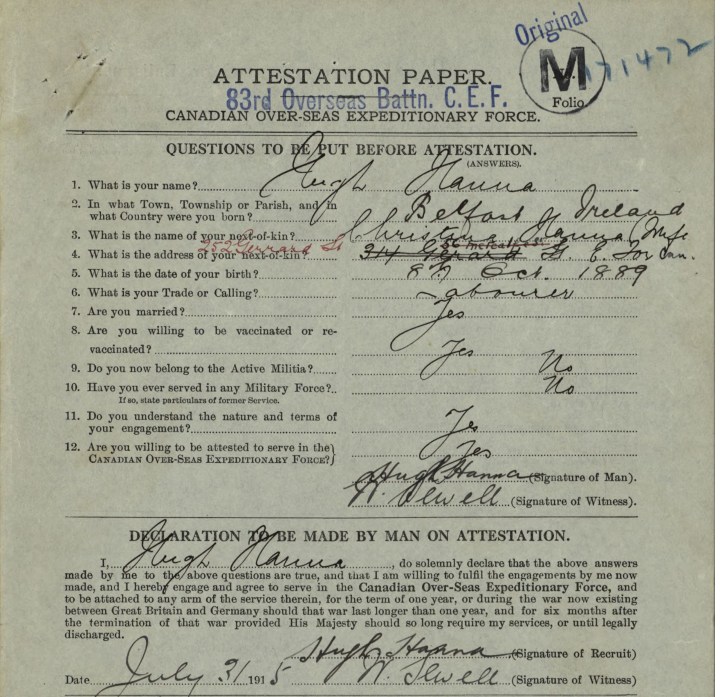 Original
M
Folio
171472
ATTESTATION PAPER.
83rd Overseas Battn. C.E.F.
CANADIAN OVER-SEAS EXPEDITIONARY FORCE.
QUESTIONS TO BE PUT BEFORE ATTESTATION.
(ANSWERS).
1. What is your name? Hugh Hanna
2. In what Town, Township or Parish, and in
what Country were you born? Belfast Ireland
3. What is the name of your next-of-kin? Christina Hanna Wife
252 Gerrard St
4. What is the address of your next-of-kin? 314 Gerrard St. E. Tor Can.
5. What is the date of your birth? 8th Oct. 1889
6. What is your Trade or Calling? Labourer
7. Are you married? Yes
8. Are you willing to be vaccinated or re-
vaccinated? Yes
9. Do you now belong to the Active Militia? No
10. Have you ever served in any Military Force? No
If so, state particulars of former Service.
11. Do you understand the nature and terms of
your engagement? Yes
12. Are you willing to be attested to serve in the
CANADIAN OVER-SEAS EXPEDITIONARY FORCE? Yes
Hugh Hanna (Signature of Man).
(Signature of Witness).
DECLARATION TO BE MADE BY MAN ON ATTESTATION.
I, Hugh Hanna, do solemnly declare that the above answers
made by me to the above questions are true, and that I am willing to fulfil the engagements by me now
made, and I hereby engage and agree to serve in the Canadian Over-Seas Expeditionary Force, and
to be attached to any arm of the service therein, for the term of one year, or during the war now existing
between Great Britain and Germany should that war last longer than one year, and for six months after
the termination of that war provided His Majesty should so long require my services, or until legally
discharged.
Hugh Hanna (Signature of Recruit)
Date July 31 1915 (Signature of Witness)